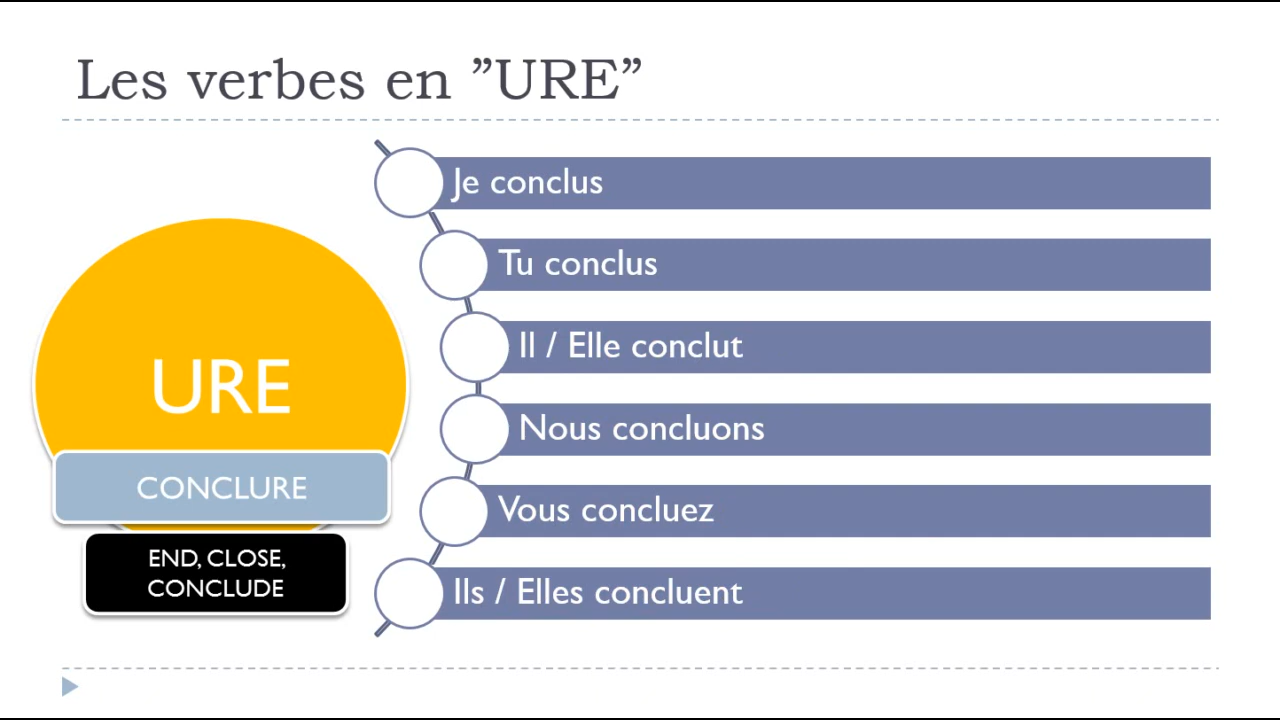 Les verbes en ”URE”
URE
CONCLURE
END, CLOSE,
CONCLUDE
Je conclus
Tu conclus
Il / Elle conclut
Nous concluons
Vous concluez
Ils / Elles concluent